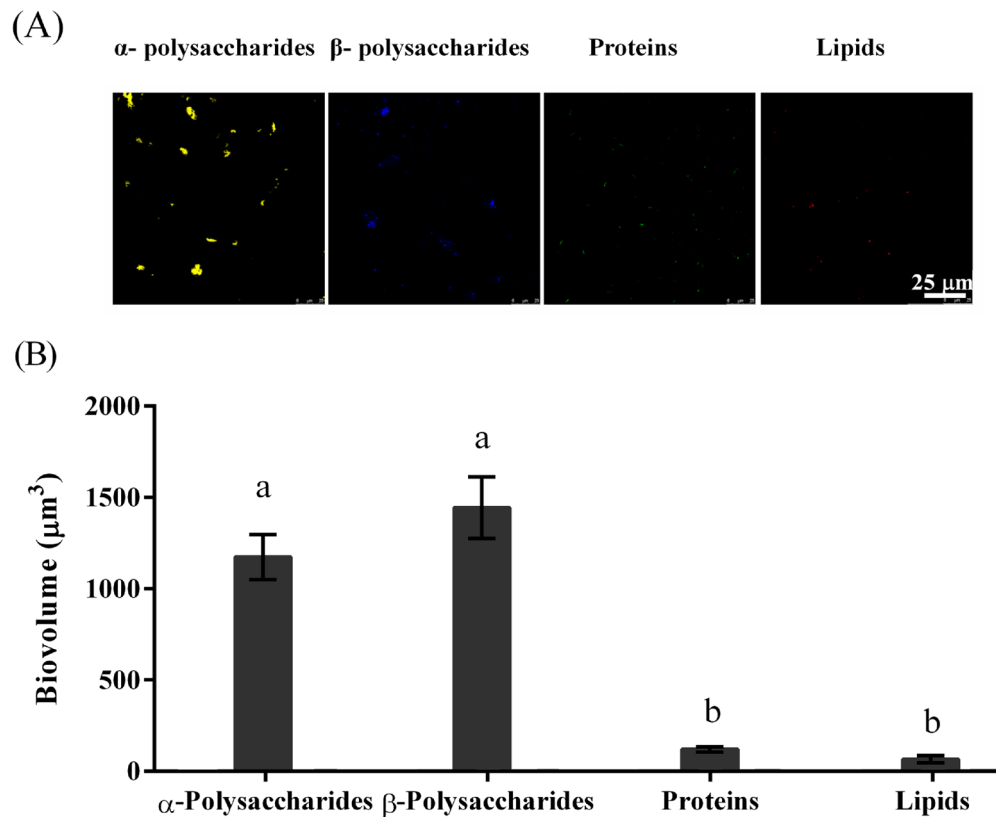 (A)
α- polysaccharides β- polysaccharides Proteins Lipids
25 μm
(B)
2000
1500
1000
500
0
Biovolume (μm³)
a
a
b
b
α-Polysaccharides β-Polysaccharides Proteins Lipids